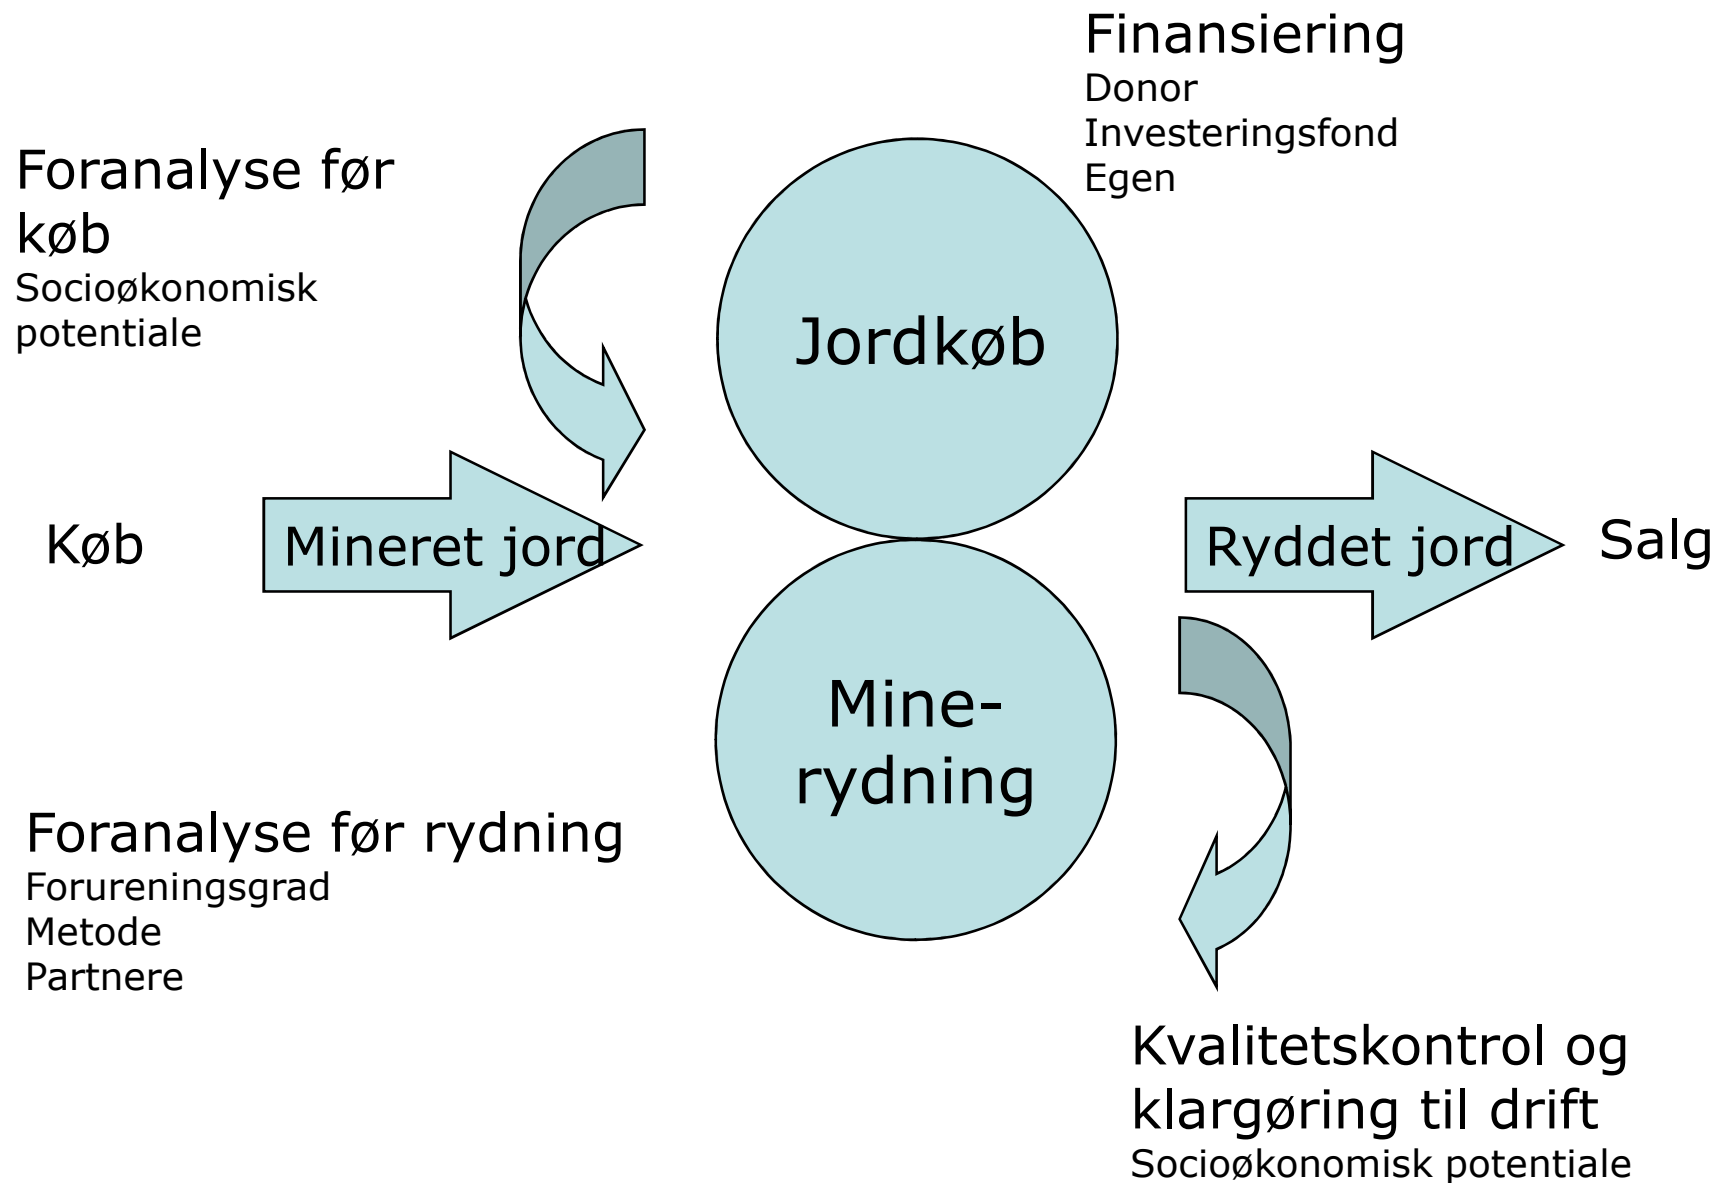 Finansiering
Donor
Investeringsfond
Egen
Foranalyse før
køb
Socioøkonomisk
potentiale
Jordkøb
Køb
Mineret jord
Ryddet jord
Salg
Mine-
rydning
Foranalyse før rydning
Forureningsgrad
Metode
Partnere
Kvalitetskontrol og
klargøring til drift
Socioøkonomisk potentiale